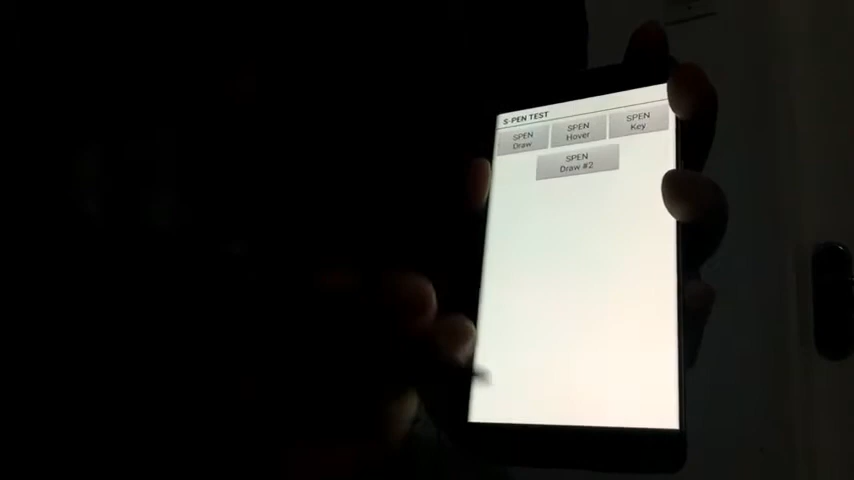 S-PEN TEST
SPEN
Draw
SPEN
Hover
SPEN
Key
SPEN
Draw #2